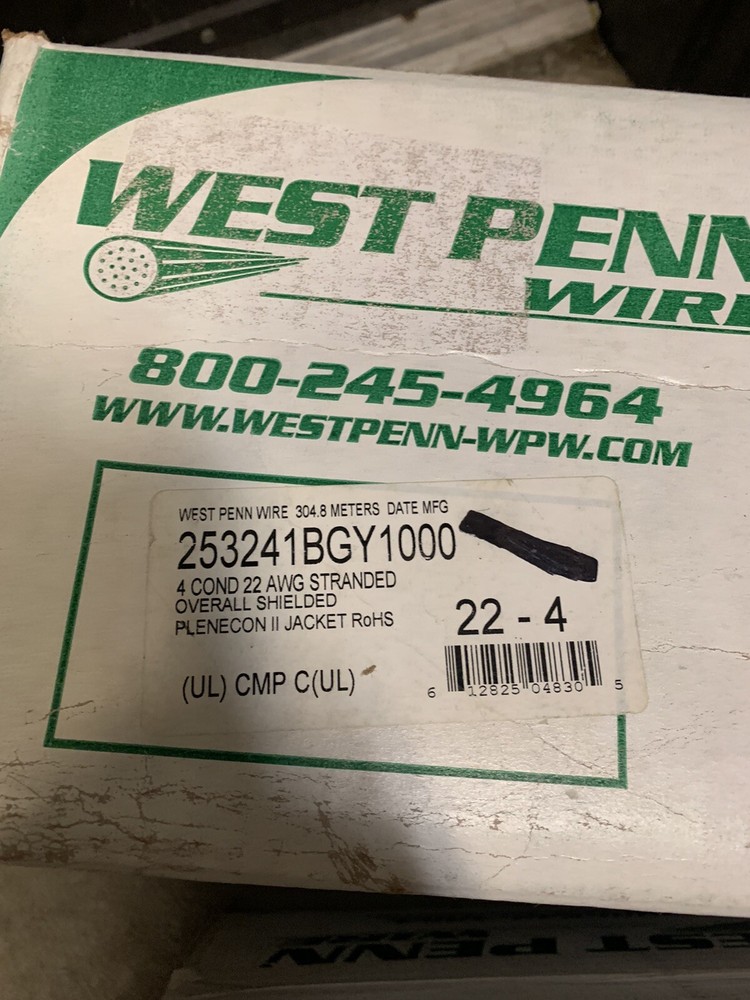 WEST PENN
WIRE
800-245-4964
WWW.WESTPENN-WPW.COM
WEST PENN WIRE 304.8 METERS DATE MFG
253241BGY1000
4 COND 22 AWG STRANDED
OVERALL SHIELDED
PLENECON II JACKET RoHS
22 - 4
(UL) CMP C(UL)
6 12825 04830 5
WEST PENN